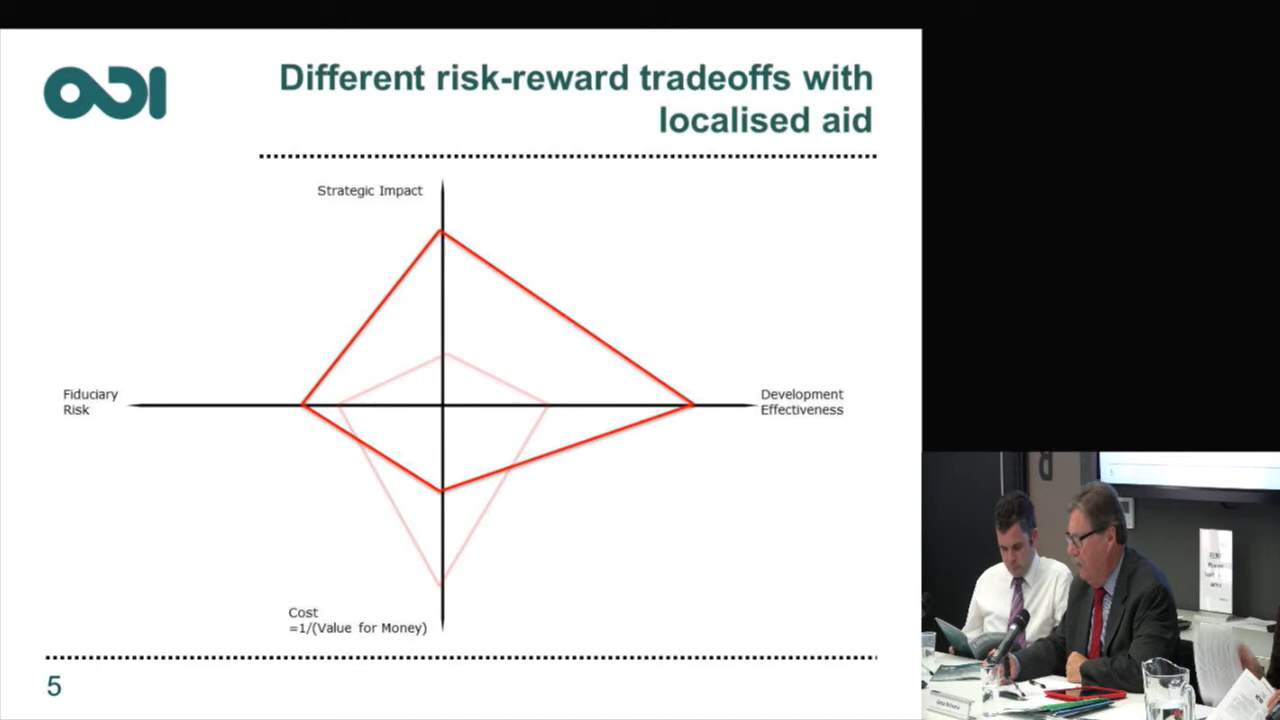 ODI
Different risk-reward tradeoffs with
localised aid
Strategic Impact
Fiduciary
Risk
Development
Effectiveness
Cost
=1/(Value for Money)
5